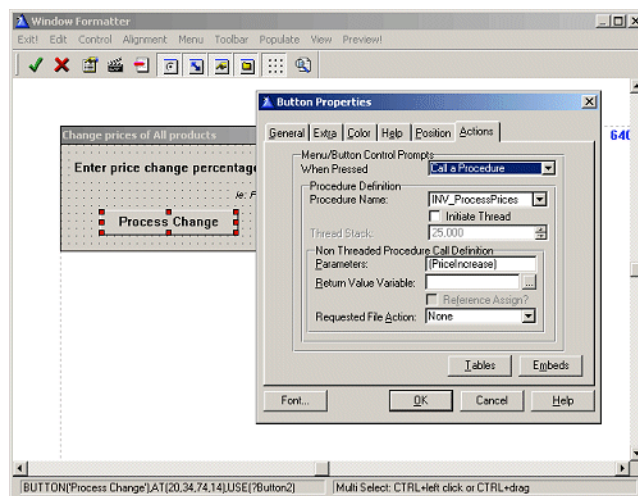 Window Formatter
Exit! Edit Control Alignment Menu Toolbar Populate View Preview!
Button Properties
General Extra Color Help Position Actions
Menu/Button Control Prompts
When Pressed Call a Procedure
Procedure Definition
Procedure Name: INV_ProcessPrices
Initiate Thread
Thread Stack: 25,000
Non Threaded Procedure Call Definition
Parameters: (PriceIncrease)
Return Value Variable: ...
Reference Assign?
Requested File Action: None
Tables Embeds
Font... OK Cancel Help
Change prices of All products
640
Enter price change percentage
ie:
Process Change
BUTTON('Process Change'),AT(20,34,74,14),USE(?Button2) Multi Select: CTRL+left click or CTRL+drag